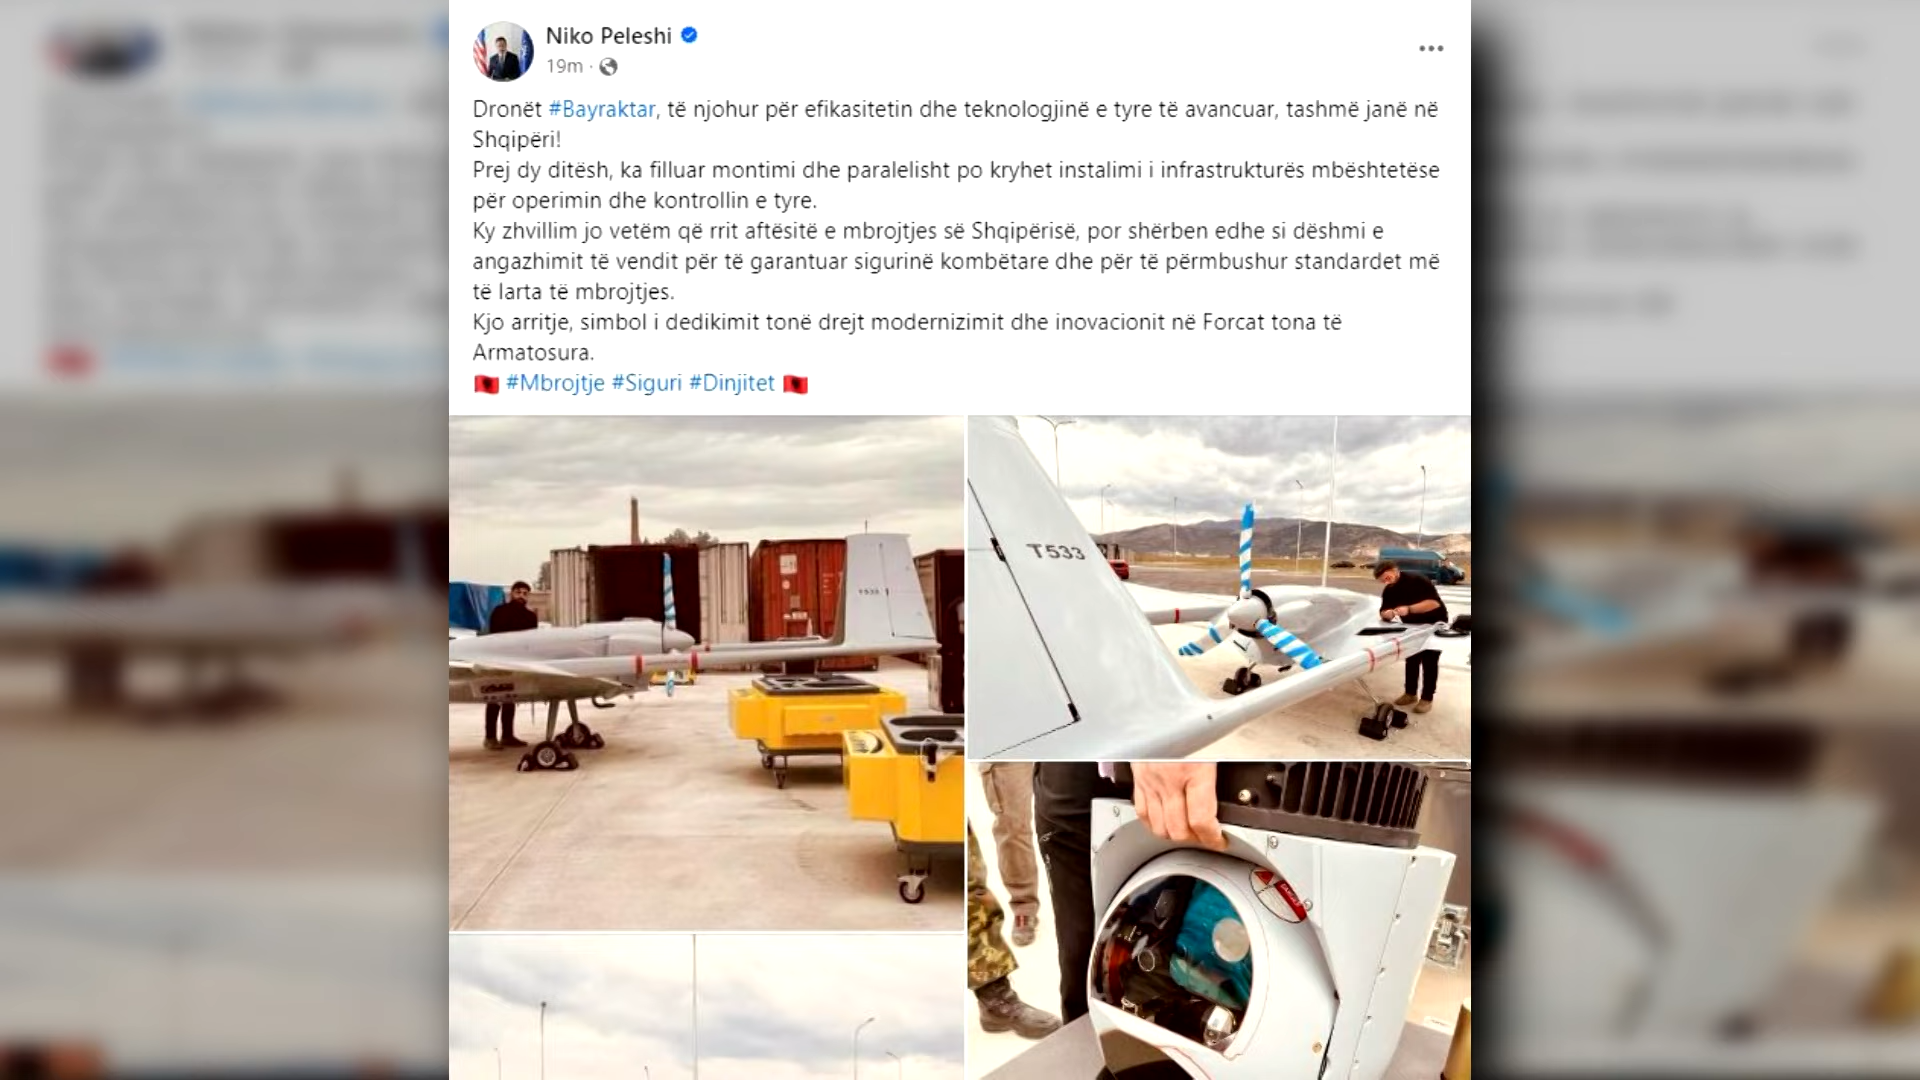 Niko Peleshi
19m ·
Dronët #Bayraktar, të njohur për efikasitetin dhe teknologjinë e tyre të avancuar, tashmë janë në
Shqipëri!
Prej dy ditësh, ka filluar montimi dhe paralelisht po kryhet instalimi i infrastrukturës mbështetëse
për operimin dhe kontrollin e tyre.
Ky zhvillim jo vetëm që rrit aftësitë e mbrojtjes së Shqipërisë, por shërben edhe si dëshmi e
angazhimit të vendit për të garantuar sigurinë kombëtare dhe për të përmbushur standardet më
të larta të mbrojtjes.
Kjo arritje, simbol i dedikimit tonë drejt modernizimit dhe inovacionit në Forcat tona të
Armatosura.
🇦🇱 #Mbrojtje #Siguri #Dinjitet 🇦🇱
T533
T533